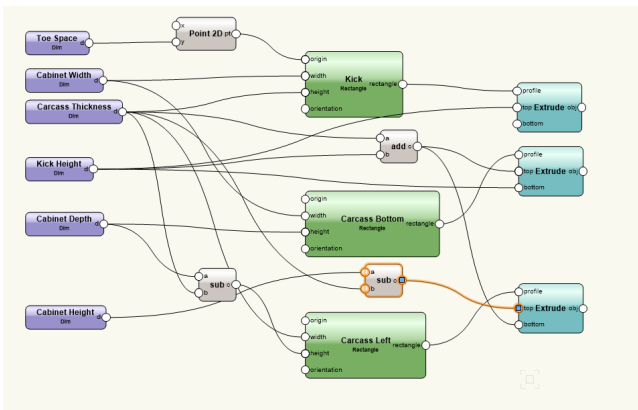 x
Point 2D pt
y
Toe Space
Dim
d
origin
Cabinet Width
Dim
d
width
Kick
Rectangle
rectangle
height
orientation
profile
top Extrude obj
bottom
Carcass Thickness
Dim
d
a
add c
b
Kick Height
Dim
d
profile
top Extrude obj
bottom
origin
width
Carcass Bottom
Rectangle
rectangle
height
orientation
Cabinet Depth
Dim
d
a
sub c
b
a
sub c
b
profile
top Extrude obj
bottom
Cabinet Height
Dim
d
origin
width
Carcass Left
Rectangle
rectangle
height
orientation